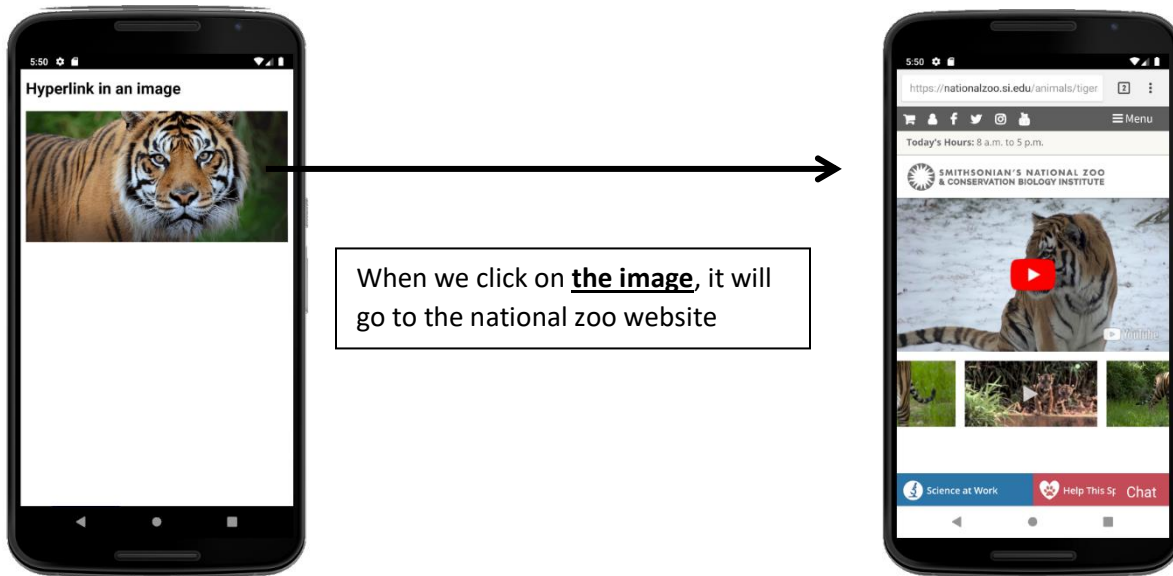 5:50
Hyperlink in an image
When we click on the image, it will
go to the national zoo website
5:50
https://nationalzoo.si.edu/animals/tiger
2
Menu
Today's Hours: 8 a.m. to 5 p.m.
SMITHSONIAN'S NATIONAL ZOO
& CONSERVATION BIOLOGY INSTITUTE
YouTube
Science at Work
Help This Sp
Chat